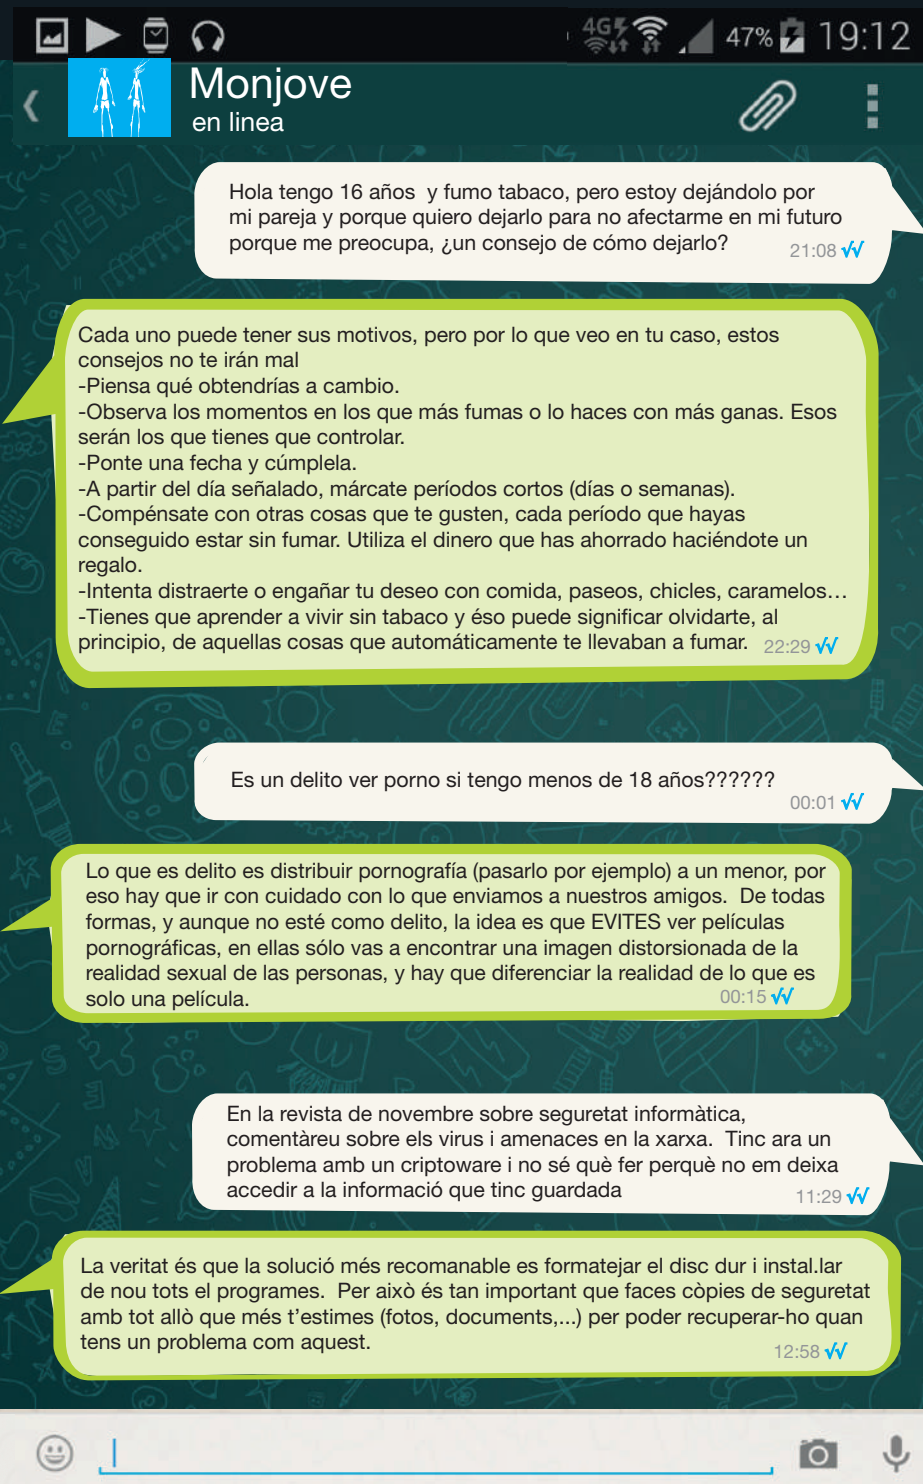 4G 47% 19:12
Monjove
en linea
Hola tengo 16 años y fumo tabaco, pero estoy dejándolo por
mi pareja y porque quiero dejarlo para no afectarme en mi futuro
porque me preocupa, ¿un consejo de cómo dejarlo?
21:08
Cada uno puede tener sus motivos, pero por lo que veo en tu caso, estos
consejos no te irán mal
-Piensa qué obtendrías a cambio.
-Observa los momentos en los que más fumas o lo haces con más ganas. Esos
serán los que tienes que controlar.
-Ponte una fecha y cúmplela.
-A partir del día señalado, márcate períodos cortos (días o semanas).
-Compénsate con otras cosas que te gusten, cada período que hayas
conseguido estar sin fumar. Utiliza el dinero que has ahorrado haciéndote un
regalo.
-Intenta distraerte o engañar tu deseo con comida, paseos, chicles, caramelos…
-Tienes que aprender a vivir sin tabaco y éso puede significar olvidarte, al
principio, de aquellas cosas que automáticamente te llevaban a fumar. 22:29
Es un delito ver porno si tengo menos de 18 años??????
00:01
Lo que es delito es distribuir pornografía (pasarlo por ejemplo) a un menor, por
eso hay que ir con cuidado con lo que enviamos a nuestros amigos. De todas
formas, y aunque no esté como delito, la idea es que EVITES ver películas
pornográficas, en ellas sólo vas a encontrar una imagen distorsionada de la
realidad sexual de las personas, y hay que diferenciar la realidad de lo que es
solo una película. 00:15
En la revista de novembre sobre seguretat informàtica,
comentàreu sobre els virus i amenaces en la xarxa. Tinc ara un
problema amb un criptoware i no sé què fer perquè no em deixa
accedir a la informació que tinc guardada 11:29
La veritat és que la solució més recomanable es formatejar el disc dur i instal.lar
de nou tots el programes. Per això és tan important que faces còpies de seguretat
amb tot allò que més t'estimes (fotos, documents,...) per poder recuperar-ho quan
tens un problema com aquest. 12:58